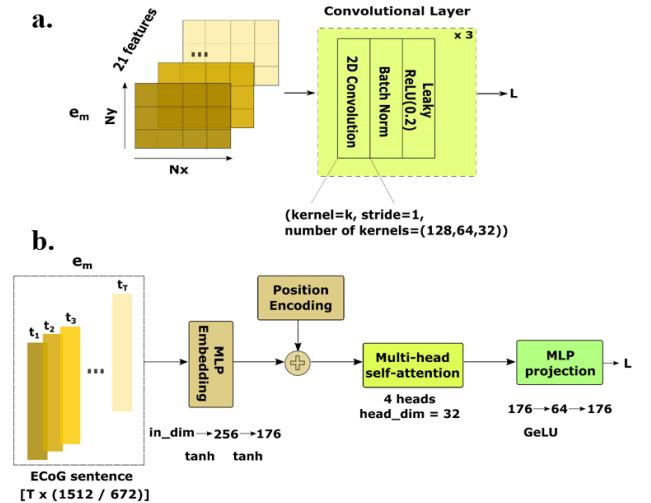 a.
Convolutional Layer
x 3
21 features
...
e_m
Ny
Nx
2D Convolution
Batch Norm
Leaky
ReLU(0.2)
L
(kernel=k, stride=1,
number of kernels=(128,64,32))
b.
e_m
t_1 t_2 t_3 ... t_T
Position
Encoding
MLP
Embedding
+
Multi-head
self-attention
MLP
projection
L
4 heads
head_dim = 32
176→64→176
GeLU
in_dim→256→176
tanh tanh
ECoG sentence
[T x (1512 / 672)]